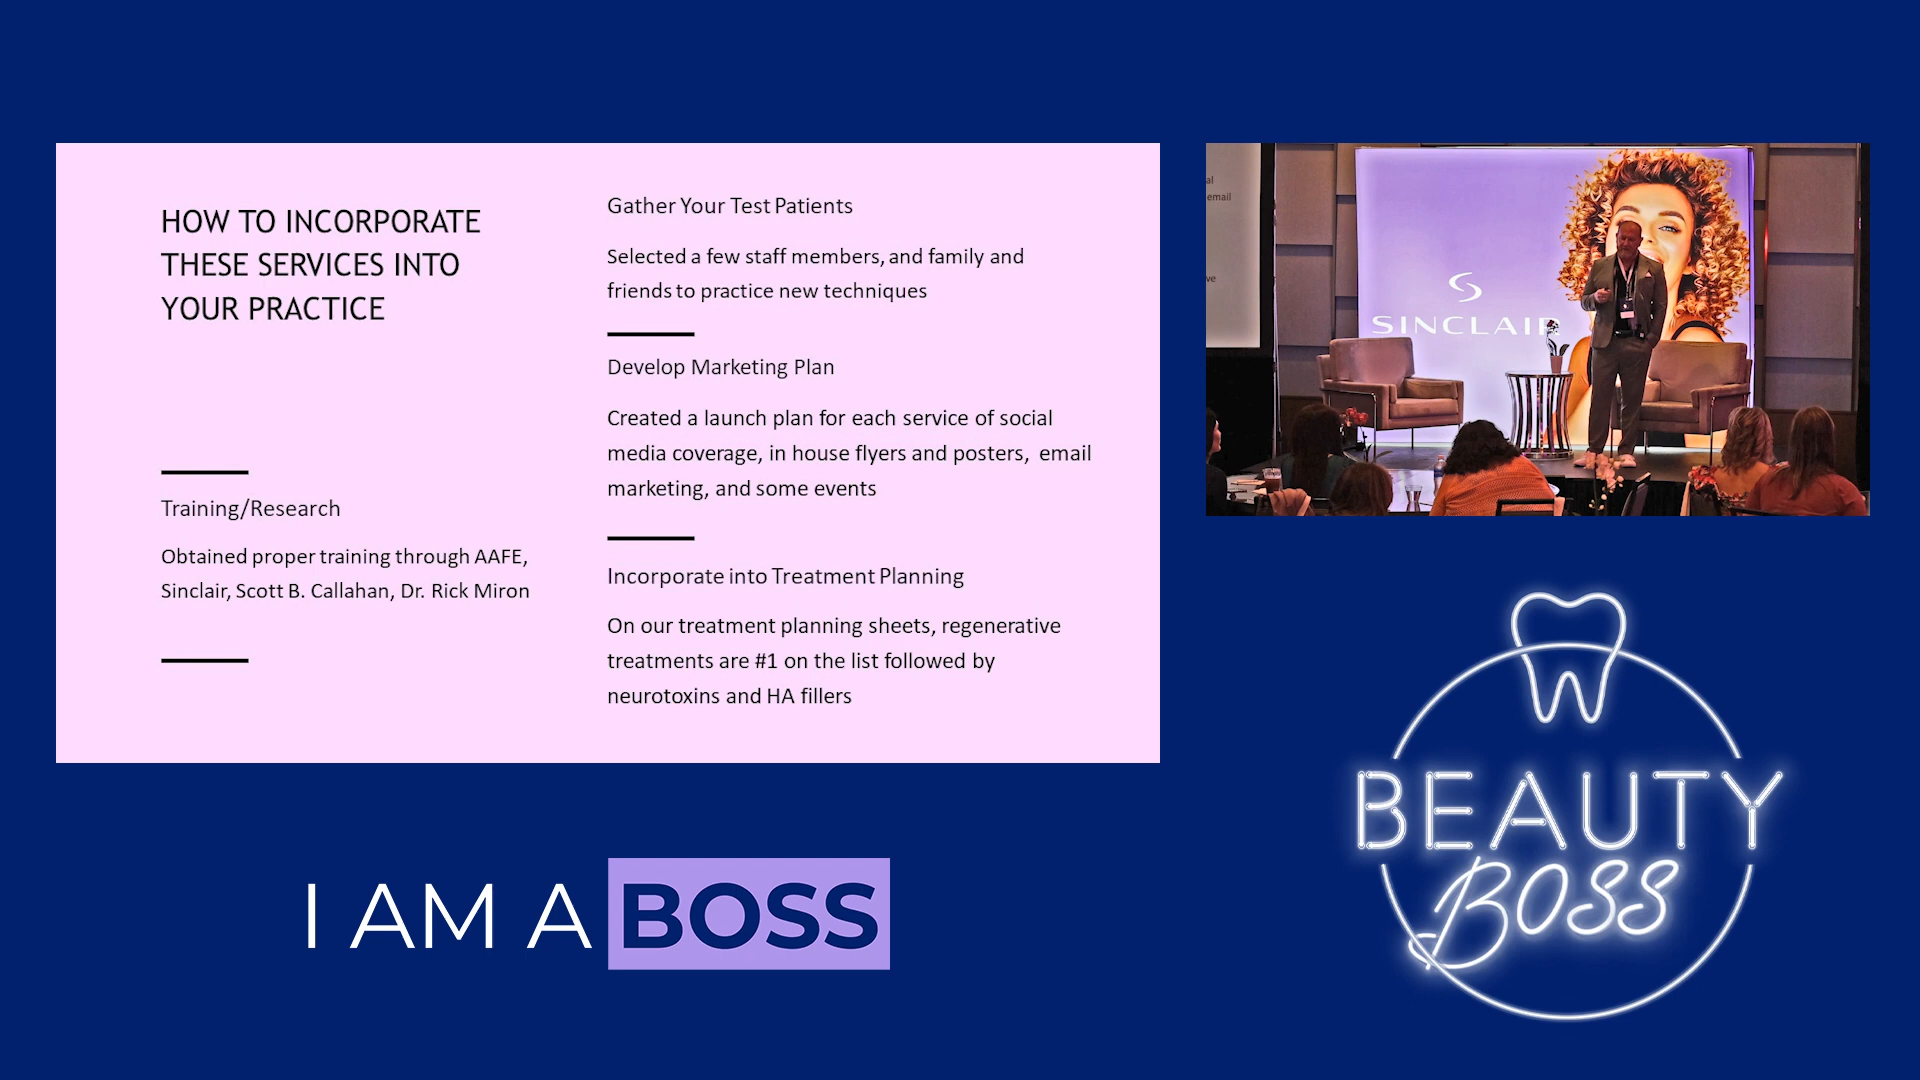 HOW TO INCORPORATE
THESE SERVICES INTO
YOUR PRACTICE
Training/Research
Obtained proper training through AAFE,
Sinclair, Scott B. Callahan, Dr. Rick Miron
Gather Your Test Patients
Selected a few staff members, and family and
friends to practice new techniques
Develop Marketing Plan
Created a launch plan for each service of social
media coverage, in house flyers and posters, email
marketing, and some events
Incorporate into Treatment Planning
On our treatment planning sheets, regenerative
treatments are #1 on the list followed by
neurotoxins and HA fillers
al
email
ve
SINCLAIR
I AM A BOSS
BEAUTY
BOSS